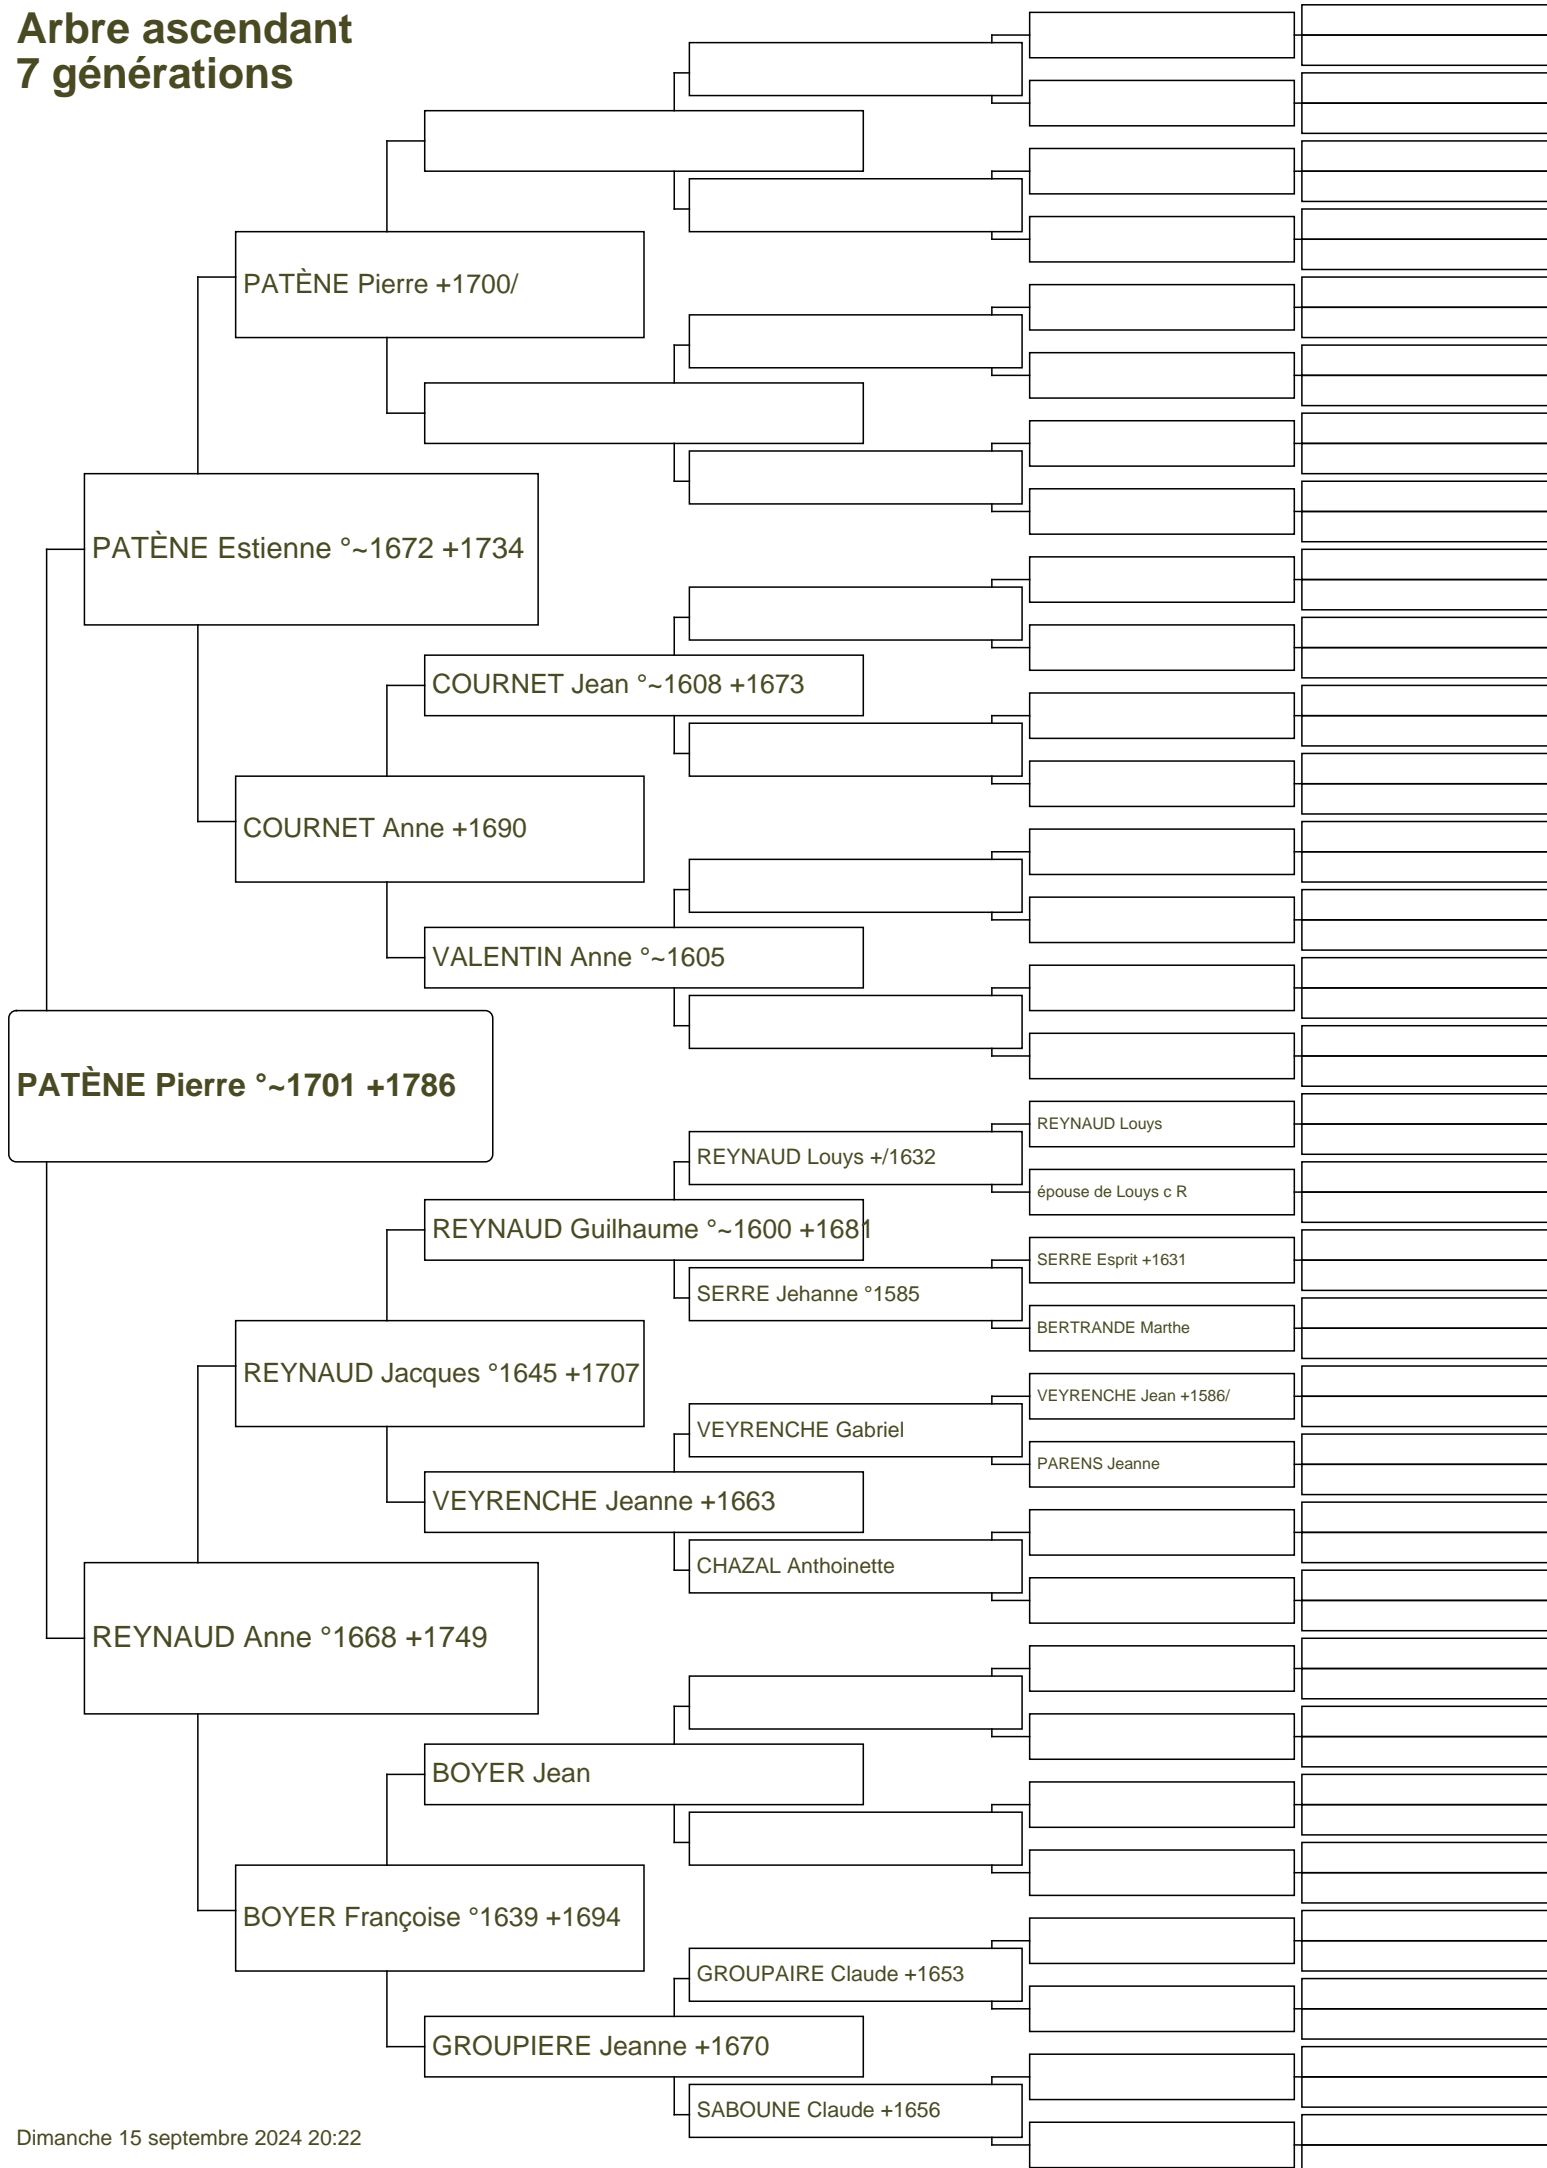 Arbre ascendant
7 générations
PATÈNE Pierre +1700/
PATÈNE Estienne °~1672 +1734
COURNET Jean °~1608 +1673
COURNET Anne +1690
VALENTIN Anne °~1605
PATÈNE Pierre °~1701 +1786
REYNAUD Louys
REYNAUD Louys +/1632
épouse de Louys c R
REYNAUD Guilhaume °~1600 +1681
SERRE Esprit +1631
SERRE Jehanne °1585
BERTRANDE Marthe
REYNAUD Jacques °1645 +1707
VEYRENCHE Jean +1586/
VEYRENCHE Gabriel
PARENS Jeanne
VEYRENCHE Jeanne +1663
CHAZAL Anthoinette
REYNAUD Anne °1668 +1749
BOYER Jean
BOYER Françoise °1639 +1694
GROUPAIRE Claude +1653
GROUPIERE Jeanne +1670
SABOUNE Claude +1656
Dimanche 15 septembre 2024 20:22